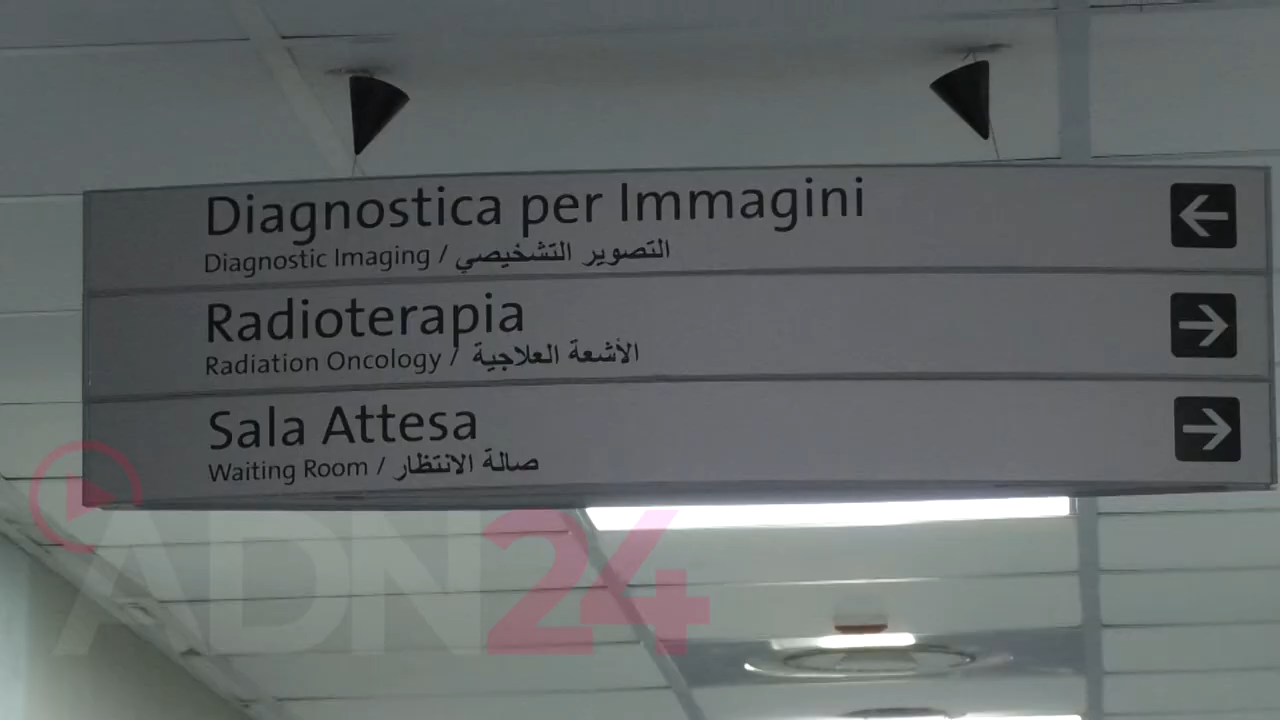 Diagnostica per Immagini
Diagnostic Imaging / التصوير التشخيصي
Radioterapia
Radiation Oncology / الأشعة العلاجية
Sala Attesa
Waiting Room / صالة الانتظار
ADN24